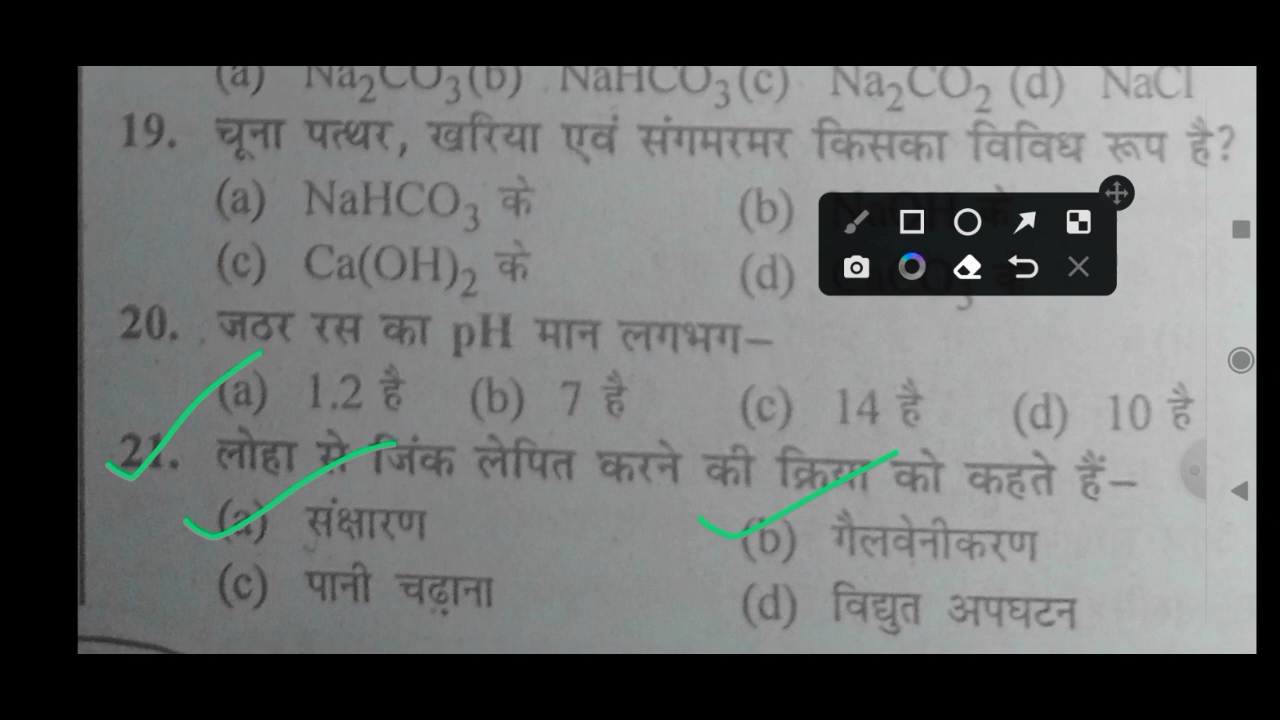 (a) Na₂CO₃ (b) NaHCO₃ (c) Na₂CO₂ (d) NaCl
19. चूना पत्थर, खरिया एवं संगमरमर किसका विविध रूप है?
(a) NaHCO₃ के (b)
(c) Ca(OH)₂ के (d)
20. जठर रस का pH मान लगभग–
(a) 1.2 है (b) 7 है (c) 14 है (d) 10 है
21. लोहा से जिंक लेपित करने की क्रिया को कहते हैं–
(a) संक्षारण (b) गैलवेनीकरण
(c) पानी चढ़ाना (d) विद्युत अपघटन